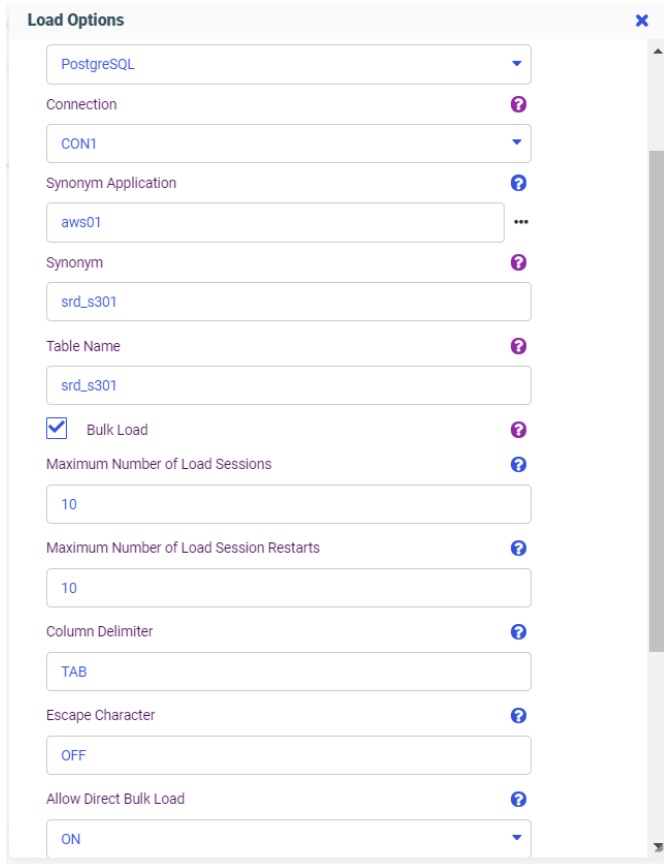 Load Options
PostgreSQL
Connection
CON1
Synonym Application
aws01
Synonym
srd_s301
Table Name
srd_s301
Bulk Load
Maximum Number of Load Sessions
10
Maximum Number of Load Session Restarts
10
Column Delimiter
TAB
Escape Character
OFF
Allow Direct Bulk Load
ON